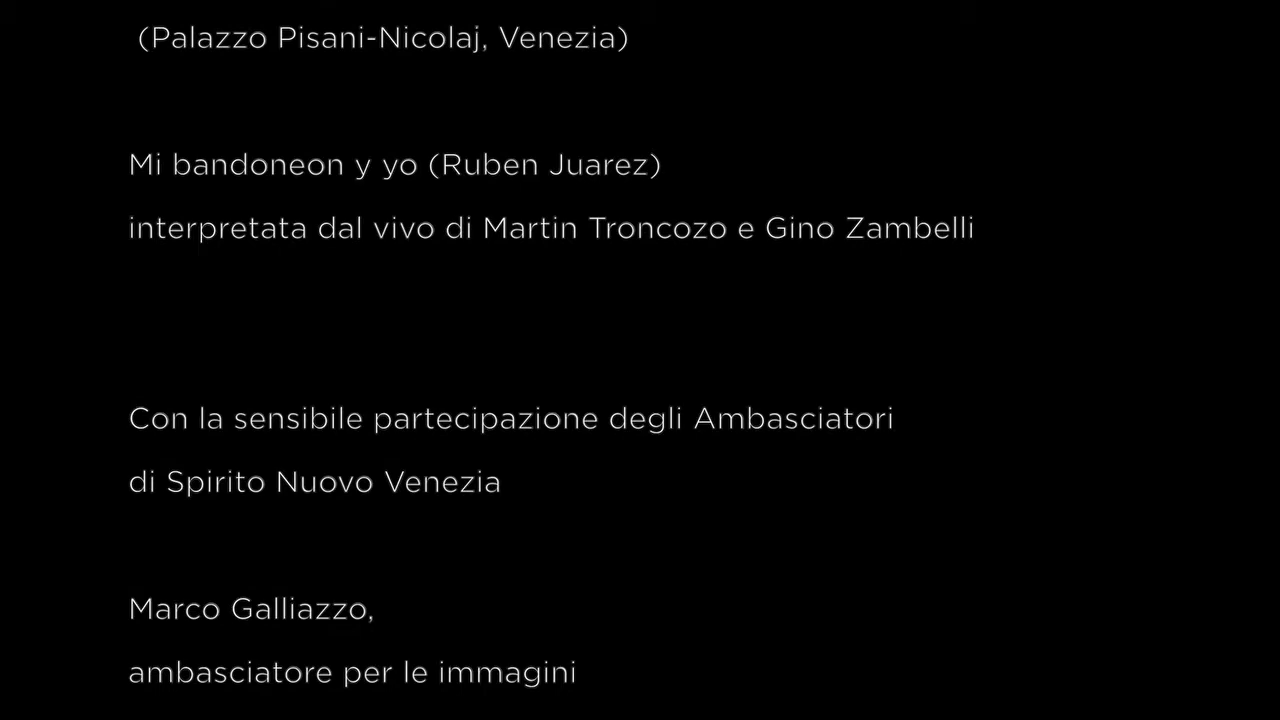 (Palazzo Pisani-Nicolaj, Venezia)
Mi bandoneon y yo (Ruben Juarez)
interpretata dal vivo di Martin Troncozo e Gino Zambelli
Con la sensibile partecipazione degli Ambasciatori
di Spirito Nuovo Venezia
Marco Galliazzo,
ambasciatore per le immagini